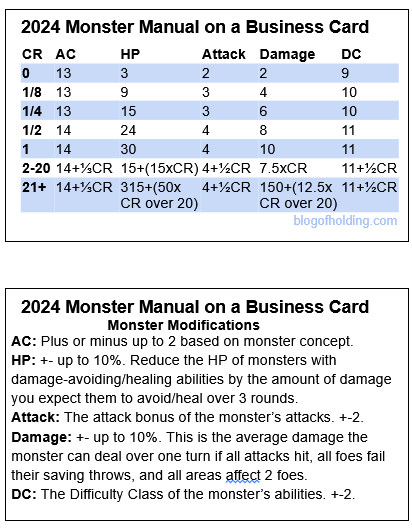 2024 Monster Manual on a Business Card
CR AC HP Attack Damage DC
0 13 3 2 2 9
1/8 13 9 3 4 10
1/4 13 15 3 6 10
1/2 14 24 4 8 11
1 14 30 4 10 11
2-20 14+⅓CR 15+(15xCR) 4+½CR 7.5xCR 11+½CR
21+ 14+⅓CR 315+(50x 4+½CR 150+(12.5x 11+½CR
CR over 20) CR over 20)
blogofholding.com
2024 Monster Manual on a Business Card
Monster Modifications
AC: Plus or minus up to 2 based on monster concept.
HP: +- up to 10%. Reduce the HP of monsters with
damage-avoiding/healing abilities by the amount of damage
you expect them to avoid/heal over 3 rounds.
Attack: The attack bonus of the monster's attacks. +-2.
Damage: +- up to 10%. This is the average damage the
monster can deal over one turn if all attacks hit, all foes fail
their saving throws, and all areas affect 2 foes.
DC: The Difficulty Class of the monster's abilities. +-2.